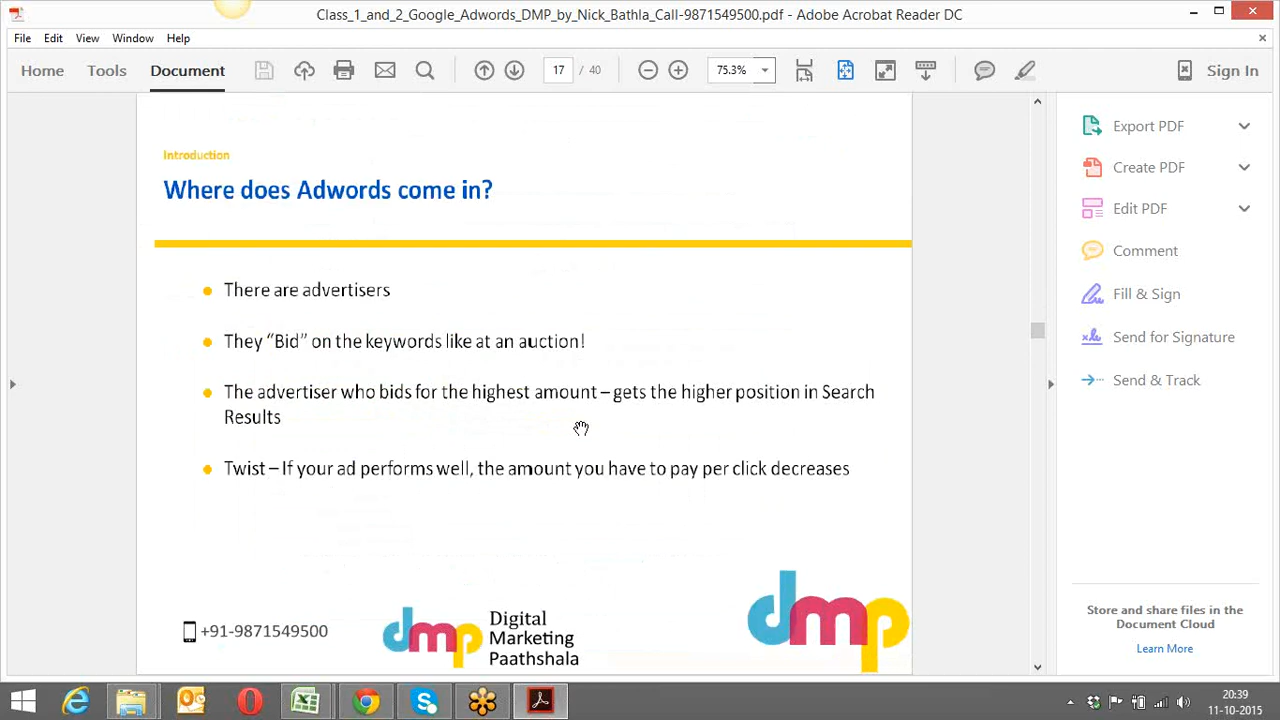 Class_1_and_2_Google_Adwords_DMP_by_Nick_Bathla_Call-9871549500.pdf - Adobe Acrobat Reader DC
File Edit View Window Help
Home Tools Document 17 / 40 75.3% Sign In
Introduction
Where does Adwords come in?
There are advertisers
They “Bid” on the keywords like at an auction!
The advertiser who bids for the highest amount – gets the higher position in Search
Results
Twist – If your ad performs well, the amount you have to pay per click decreases
+91-9871549500
dmp
Digital
Marketing
Paathshala
dmp
Export PDF
Create PDF
Edit PDF
Comment
Fill & Sign
Send for Signature
Send & Track
Store and share files in the
Document Cloud
Learn More
20:39
11-10-2015